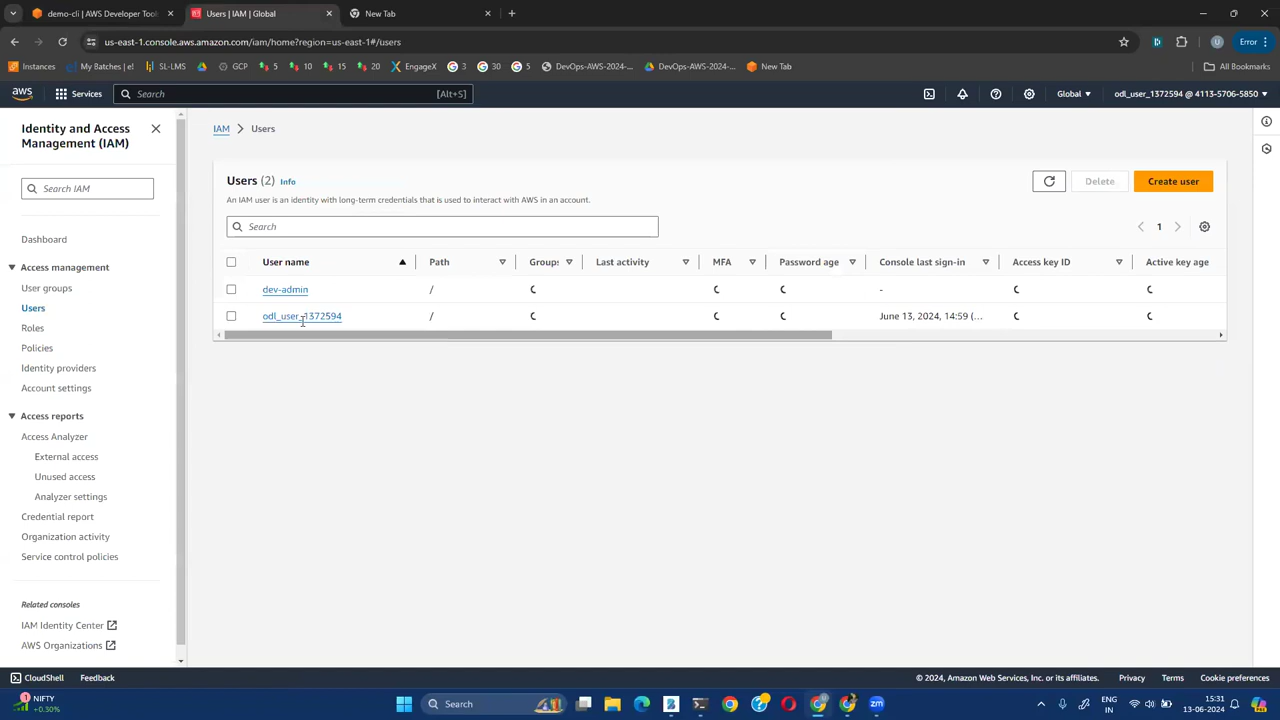 demo-cli | AWS Developer Tool
Users | IAM | Global
New Tab
us-east-1.console.aws.amazon.com/iam/home?region=us-east-1#/users
U
Error
Instances
My Batches | e!
SL-LMS
GCP
5
10
15
20
EngageX
3
30
5
DevOps-AWS-2024-...
DevOps-AWS-2024-...
New Tab
All Bookmarks
aws
Services
Search
[Alt+S]
Global
odl_user_1372594 @ 4113-5706-5850
Identity and Access
Management (IAM)
Search IAM
Dashboard
Access management
User groups
Users
Roles
Policies
Identity providers
Account settings
Access reports
Access Analyzer
External access
Unused access
Analyzer settings
Credential report
Organization activity
Service control policies
Related consoles
IAM Identity Center
AWS Organizations
IAM > Users
Users (2) Info
Delete
Create user
An IAM user is an identity with long-term credentials that is used to interact with AWS in an account.
Search
1
User name Path Groups Last activity MFA Password age Console last sign-in Access key ID Active key age
dev-admin / -
odl_user_1372594 / June 13, 2024, 14:59 (...
CloudShell
Feedback
© 2024, Amazon Web Services, Inc. or its affiliates.
Privacy
Terms
Cookie preferences
1
NIFTY
+0.30%
Search
ENG
IN
15:31
13-06-2024